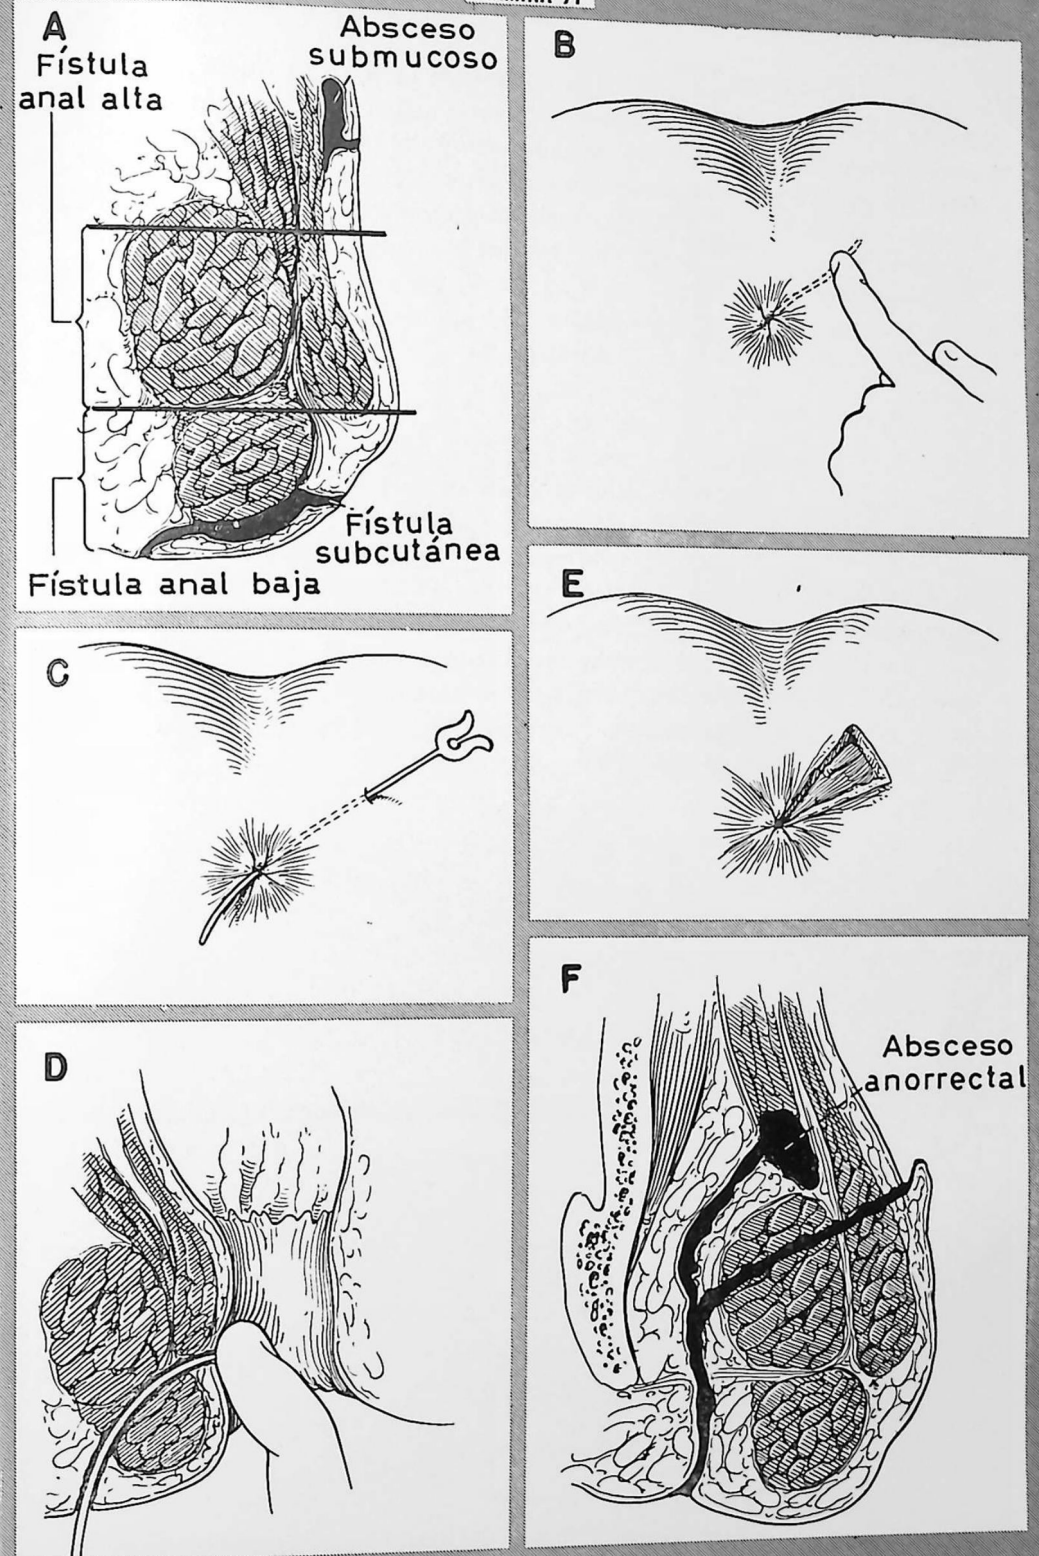 A
Fístula
anal alta
Absceso
submucoso
Fístula
subcutánea
Fístula anal baja
B
C
E
D
F
Absceso
anorrectal